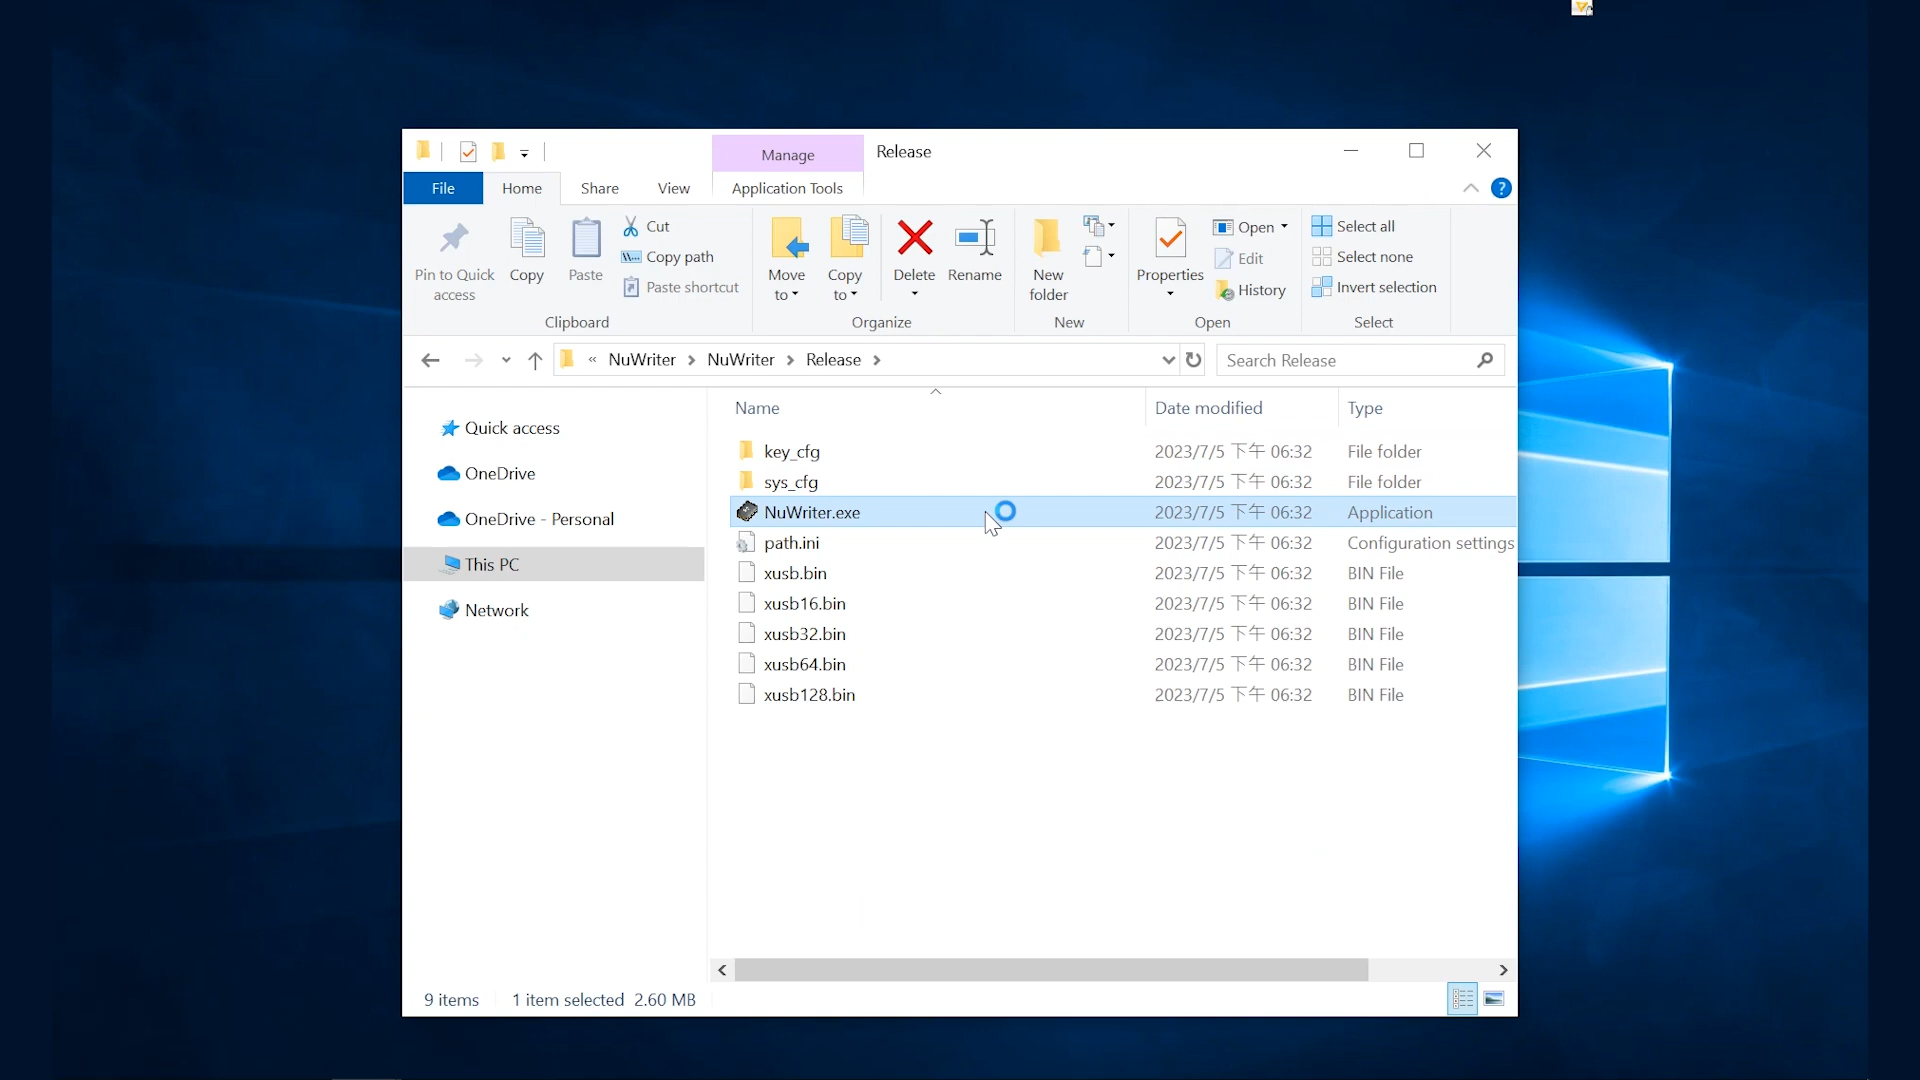 Manage
Release
File
Home
Share
View
Application Tools
Pin to Quick access
Copy
Paste
Cut
Copy path
Paste shortcut
Clipboard
Move to
Copy to
Delete
Rename
Organize
New folder
New
Properties
Open
Edit
History
Open
Select all
Select none
Invert selection
Select
« NuWriter > NuWriter > Release >
Search Release
Quick access
OneDrive
OneDrive - Personal
This PC
Network
Name Date modified Type
key_cfg 2023/7/5 下午 06:32 File folder
sys_cfg 2023/7/5 下午 06:32 File folder
NuWriter.exe 2023/7/5 下午 06:32 Application
path.ini 2023/7/5 下午 06:32 Configuration settings
xusb.bin 2023/7/5 下午 06:32 BIN File
xusb16.bin 2023/7/5 下午 06:32 BIN File
xusb32.bin 2023/7/5 下午 06:32 BIN File
xusb64.bin 2023/7/5 下午 06:32 BIN File
xusb128.bin 2023/7/5 下午 06:32 BIN File
9 items 1 item selected 2.60 MB